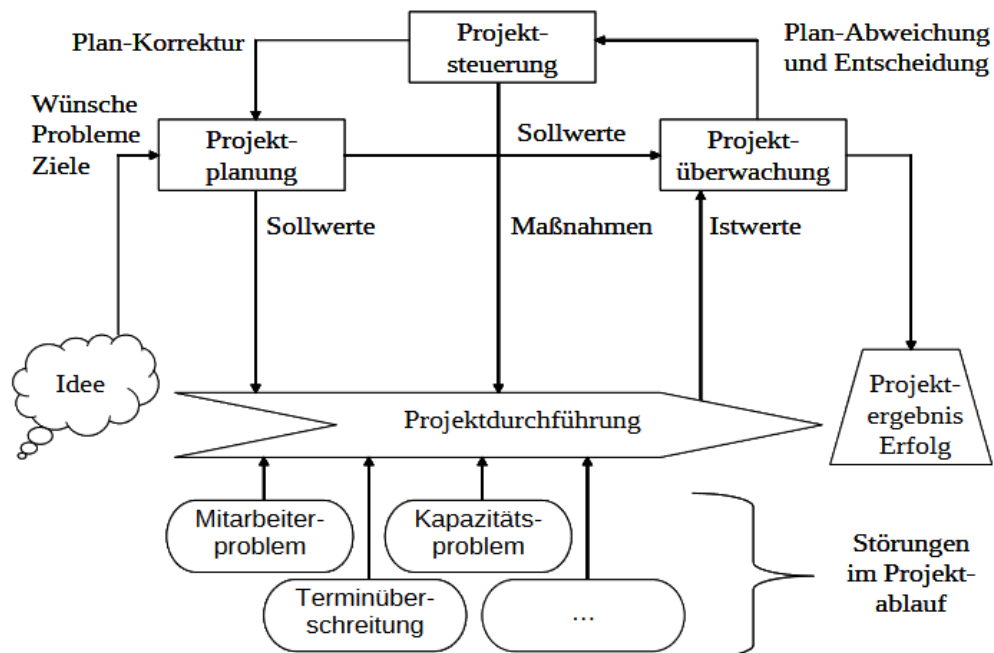 Plan-Korrektur
Projekt-
steuerung
Plan-Abweichung
und Entscheidung
Wünsche
Probleme
Ziele
Projekt-
planung
Sollwerte
Projekt-
überwachung
Sollwerte
Maßnahmen
Istwerte
Idee
Projektdurchführung
Projekt-
ergebnis
Erfolg
Mitarbeiter-
problem
Kapazitäts-
problem
Terminüber-
schreitung
...
Störungen
im Projekt-
ablauf